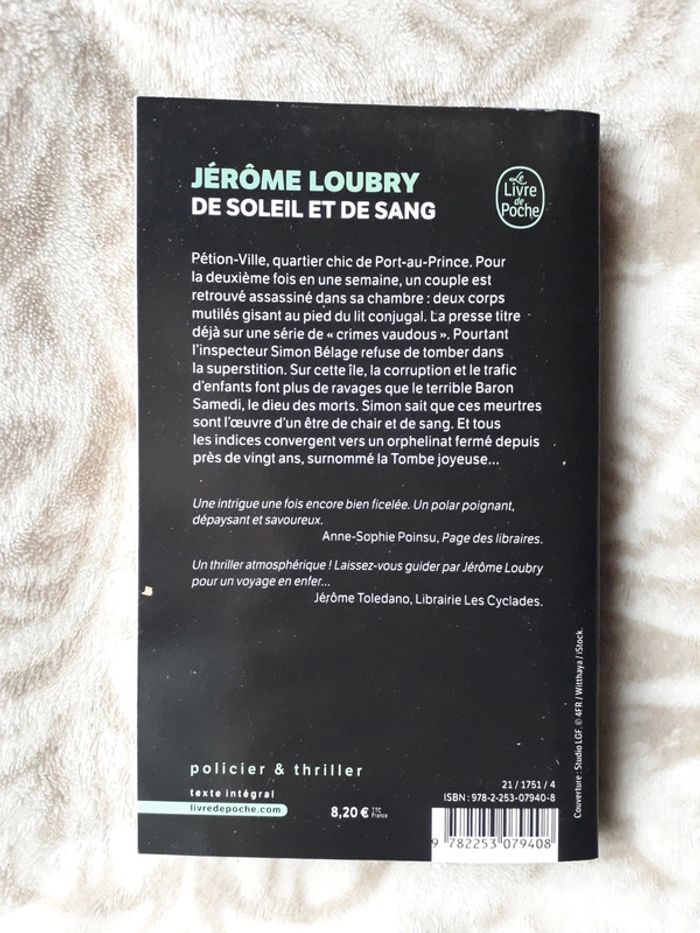 JÉRÔME LOUBRY
DE SOLEIL ET DE SANG
Le
Livre
de
Poche
Pétion-Ville, quartier chic de Port-au-Prince. Pour
la deuxième fois en une semaine, un couple est
retrouvé assassiné dans sa chambre : deux corps
mutilés gisant au pied du lit conjugal. La presse titre
déjà sur une série de « crimes vaudous ». Pourtant
l'inspecteur Simon Bélage refuse de tomber dans
la superstition. Sur cette île, la corruption et le trafic
d'enfants font plus de ravages que le terrible Baron
Samedi, le dieu des morts. Simon sait que ces meurtres
sont l'œuvre d'un être de chair et de sang. Et tous
les indices convergent vers un orphelinat fermé depuis
près de vingt ans, surnommé la Tombe joyeuse...
Une intrigue une fois encore bien ficelée. Un polar poignant,
dépaysant et savoureux.
Anne-Sophie Poinsu, Page des libraires.
Un thriller atmosphérique ! Laissez-vous guider par Jérôme Loubry
pour un voyage en enfer...
Jérôme Toledano, Librairie Les Cyclades.
Couverture : Studio LGF. © 4FR / Witthaya / iStock.
policier & thriller
texte intégral
livredepoche.com
8,20 € TTC
France
21 / 1751 / 4
ISBN : 978-2-253-07940-8
9 782253 079408